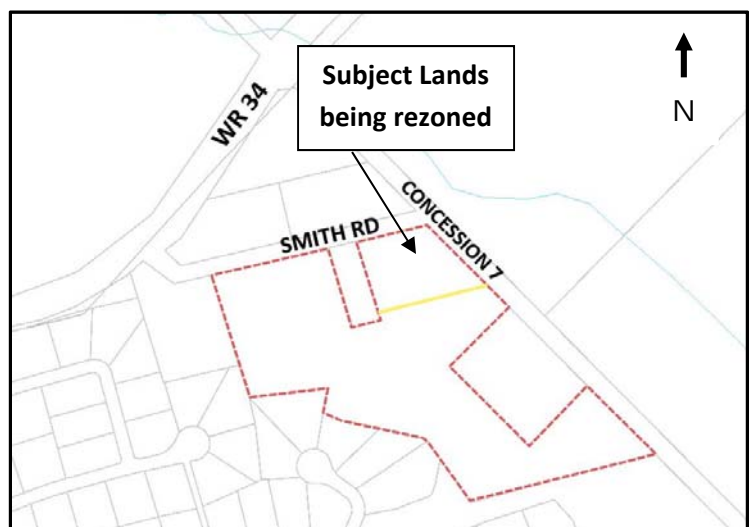 Subject Lands
being rezoned
N
WR 34
CONCESSION 7
SMITH RD